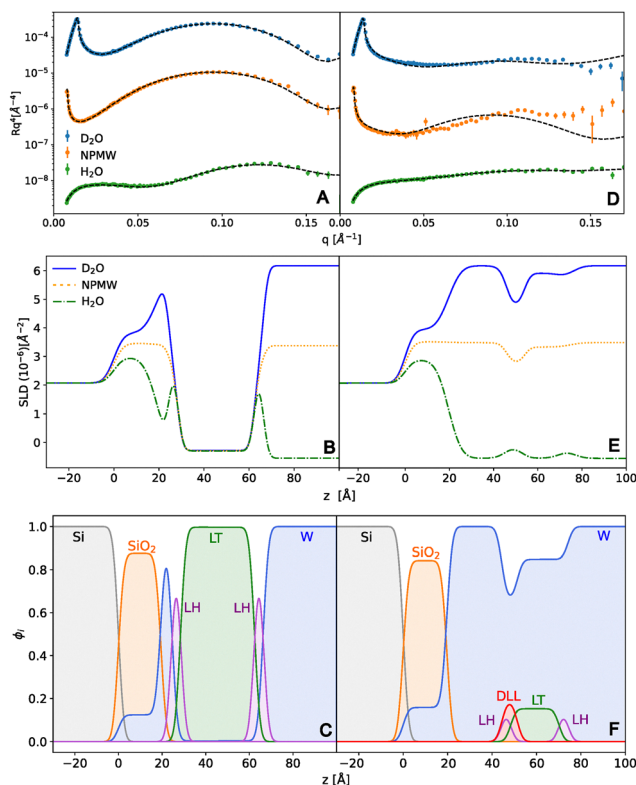 Rq⁴[Å⁻⁴]
10⁻⁴
10⁻⁵
10⁻⁶
10⁻⁷
10⁻⁸
D₂O
NPMW
H₂O
A
D
0.00 0.05 0.10 0.15 0.00 0.05 0.10 0.15
q [Å⁻¹]
SLD (10⁻⁶)[Å⁻²]
6
5
4
3
2
1
0
D₂O
NPMW
H₂O
B
E
−20 0 20 40 60 80 −20 0 20 40 60 80 100
z [Å]
ϕᵢ
1.0
0.8
0.6
0.4
0.2
0.0
Si
SiO₂
LT
W
LH
LH
C
Si
SiO₂
W
DLL
LT
LH
LH
F
−20 0 20 40 60 80 −20 0 20 40 60 80 100
z [Å]